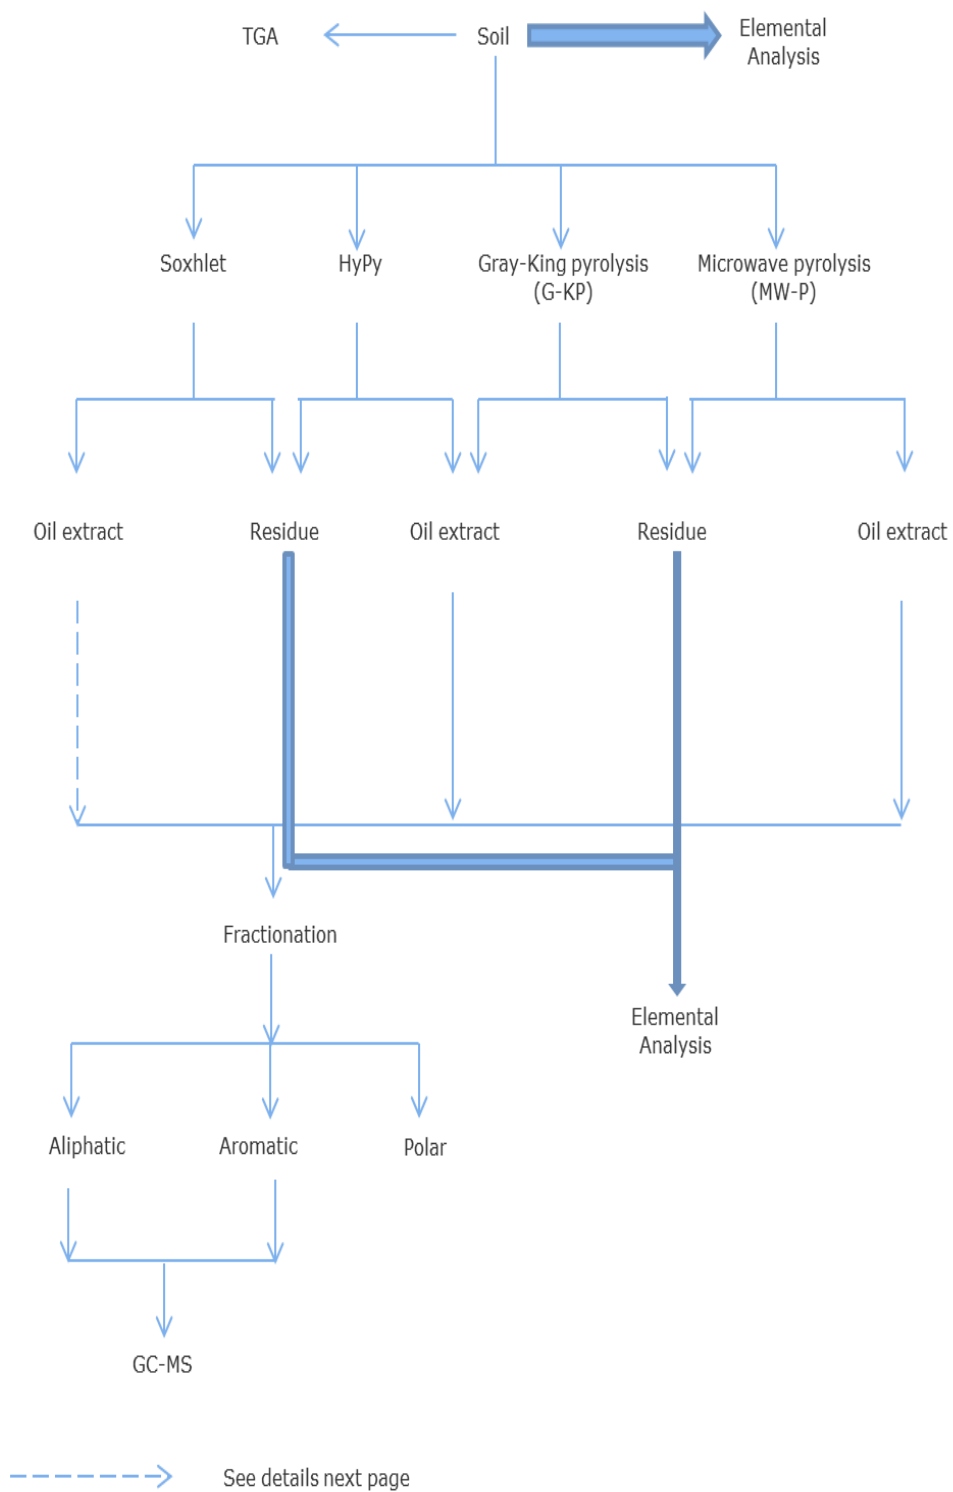 TGA
Soil
Elemental
Analysis
Soxhlet
HyPy
Gray-King pyrolysis
(G-KP)
Microwave pyrolysis
(MW-P)
Oil extract
Residue
Oil extract
Residue
Oil extract
Fractionation
Elemental
Analysis
Aliphatic
Aromatic
Polar
GC-MS
See details next page